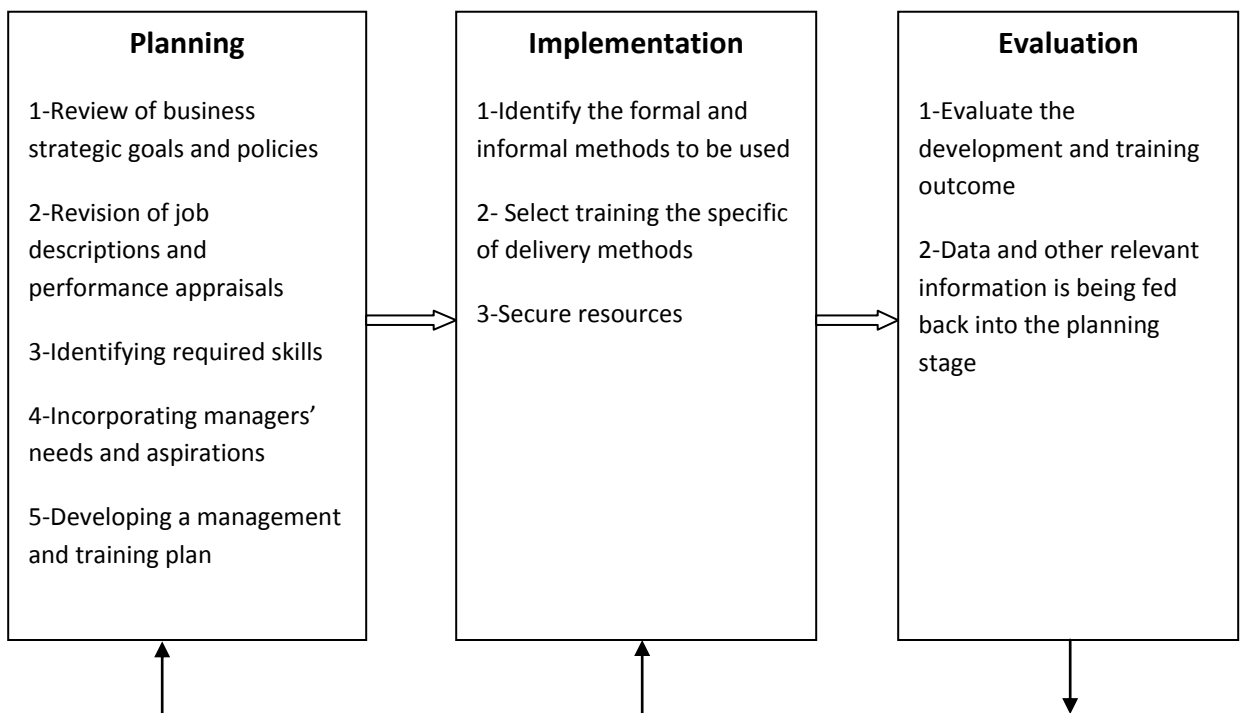 Planning
1-Review of business
strategic goals and policies
2-Revision of job
descriptions and
performance appraisals
3-Identifying required skills
4-Incorporating managers’
needs and aspirations
5-Developing a management
and training plan
Implementation
1-Identify the formal and
informal methods to be used
2- Select training the specific
of delivery methods
3-Secure resources
Evaluation
1-Evaluate the
development and training
outcome
2-Data and other relevant
information is being fed
back into the planning
stage